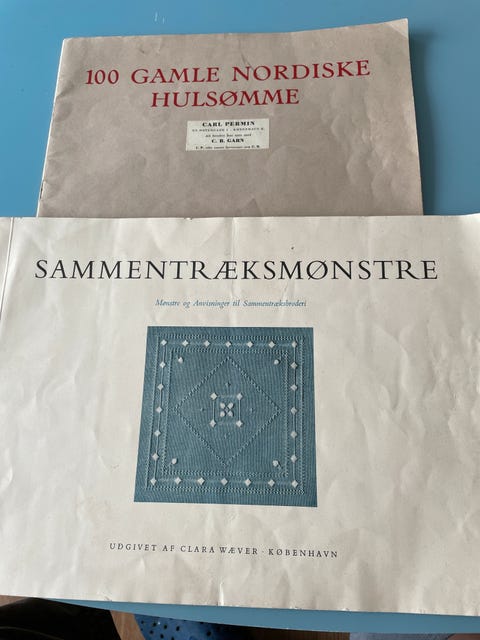 100 GAMLE NORDISKE
HULSØMME
CARL PERMIN
C. B. GARN
SAMMENTRÆKSMØNSTRE
Mønstre og Anvisninger til Sammentræksbroderi
UDGIVET AF CLARA WÆVER · KØBENHAVN